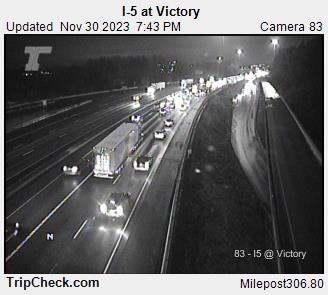 I-5 at Victory
Updated Nov 30 2023 7:43 PM Camera 83
T
N
83 - I5 @ Victory
TripCheck.com Milepost306.80